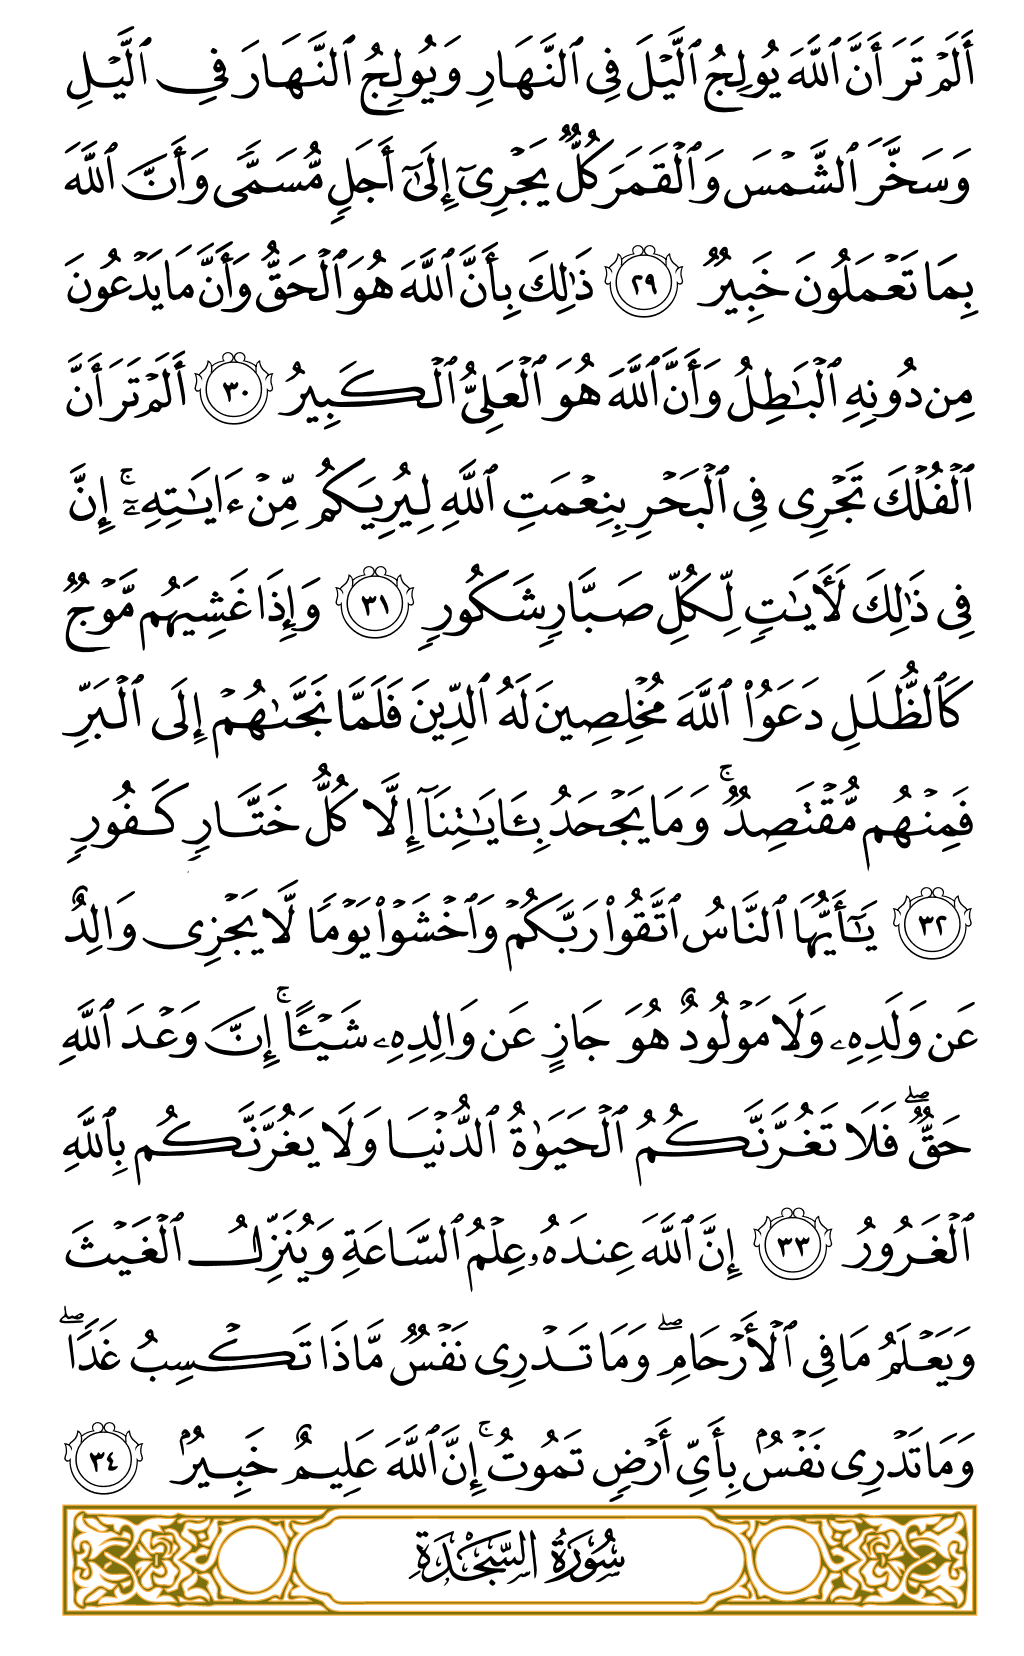 أَلَمْ تَرَ أَنَّ ٱللَّهَ يُولِجُ ٱلَّيْلَ فِى ٱلنَّهَارِ وَيُولِجُ ٱلنَّهَارَ فِى ٱلَّيْلِ
وَسَخَّرَ ٱلشَّمْسَ وَٱلْقَمَرَ كُلٌّ يَجْرِىٓ إِلَىٰٓ أَجَلٍ مُّسَمًّى وَأَنَّ ٱللَّهَ
بِمَا تَعْمَلُونَ خَبِيرٌ ٢٩ ذَٰلِكَ بِأَنَّ ٱللَّهَ هُوَ ٱلْحَقُّ وَأَنَّ مَا يَدْعُونَ
مِن دُونِهِ ٱلْبَـٰطِلُ وَأَنَّ ٱللَّهَ هُوَ ٱلْعَلِىُّ ٱلْكَبِيرُ ٣٠ أَلَمْ تَرَ أَنَّ
ٱلْفُلْكَ تَجْرِى فِى ٱلْبَحْرِ بِنِعْمَتِ ٱللَّهِ لِيُرِيَكُم مِّنْ ءَايَـٰتِهِۦٓ ۚ إِنَّ
فِى ذَٰلِكَ لَـَٔايَـٰتٍ لِّكُلِّ صَبَّارٍ شَكُورٍ ٣١ وَإِذَا غَشِيَهُم مَّوْجٌ
كَٱلظُّلَلِ دَعَوُا۟ ٱللَّهَ مُخْلِصِينَ لَهُ ٱلدِّينَ فَلَمَّا نَجَّىٰهُمْ إِلَى ٱلْبَرِّ
فَمِنْهُم مُّقْتَصِدٌ ۚ وَمَا يَجْحَدُ بِـَٔايَـٰتِنَآ إِلَّا كُلُّ خَتَّارٍ كَفُورٍ
٣٢ يَـٰٓأَيُّهَا ٱلنَّاسُ ٱتَّقُوا۟ رَبَّكُمْ وَٱخْشَوْا۟ يَوْمًا لَّا يَجْزِى وَالِدٌ
عَن وَلَدِهِۦ وَلَا مَوْلُودٌ هُوَ جَازٍ عَن وَالِدِهِۦ شَيْـًٔا ۚ إِنَّ وَعْدَ ٱللَّهِ
حَقٌّ ۖ فَلَا تَغُرَّنَّكُمُ ٱلْحَيَوٰةُ ٱلدُّنْيَا وَلَا يَغُرَّنَّكُم بِٱللَّهِ
ٱلْغَرُورُ ٣٣ إِنَّ ٱللَّهَ عِندَهُۥ عِلْمُ ٱلسَّاعَةِ وَيُنَزِّلُ ٱلْغَيْثَ
وَيَعْلَمُ مَا فِى ٱلْأَرْحَامِ ۖ وَمَا تَدْرِى نَفْسٌ مَّاذَا تَكْسِبُ غَدًا ۖ
وَمَا تَدْرِى نَفْسٌۢ بِأَىِّ أَرْضٍ تَمُوتُ ۚ إِنَّ ٱللَّهَ عَلِيمٌ خَبِيرٌۢ ٣٤
سُورَةُ السَّجْدَةِ